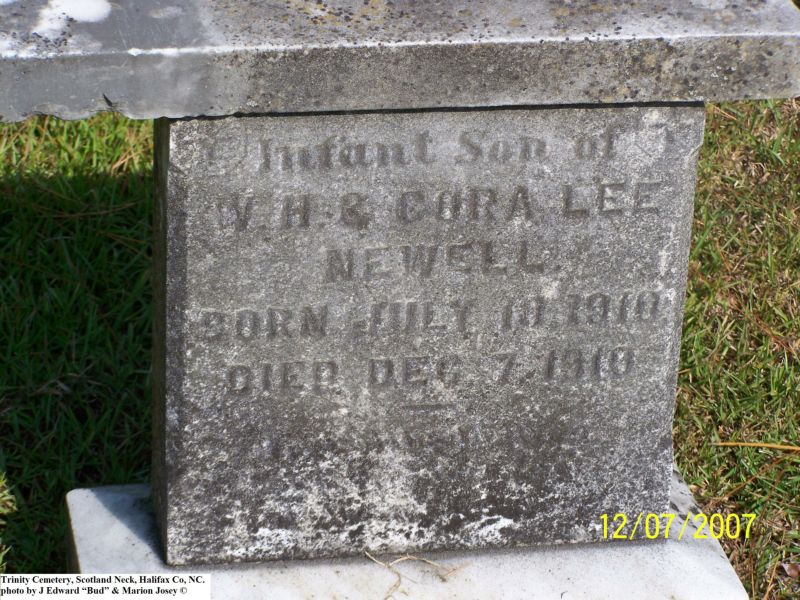 Infant Son of
W. H. & CORA LEE
NEWELL.
BORN JULY 10, 1910
DIED DEC 7, 1910
12/07/2007
Trinity Cemetery, Scotland Neck, Halifax Co, NC.
photo by J Edward “Bud” & Marion Josey ©